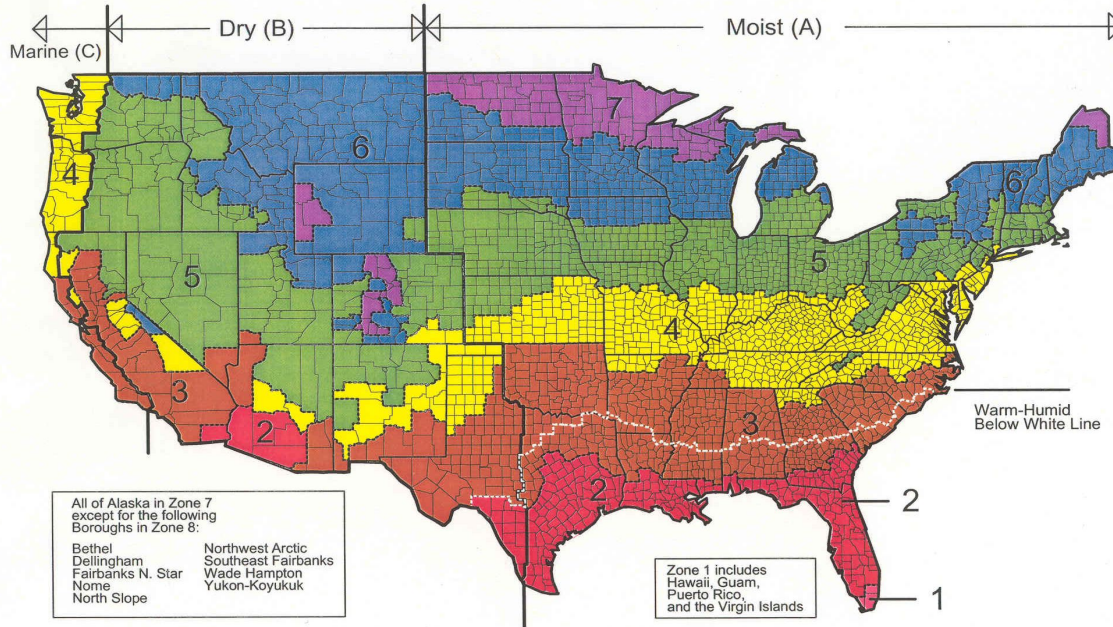 Marine (C)
Dry (B)
Moist (A)
7
6
4
6
5
5
4
3
3
2
2
Warm-Humid
Below White Line
2
1
All of Alaska in Zone 7
except for the following
Boroughs in Zone 8:
Bethel
Dellingham
Fairbanks N. Star
Nome
North Slope
Northwest Arctic
Southeast Fairbanks
Wade Hampton
Yukon-Koyukuk
Zone 1 includes
Hawaii, Guam,
Puerto Rico,
and the Virgin Islands